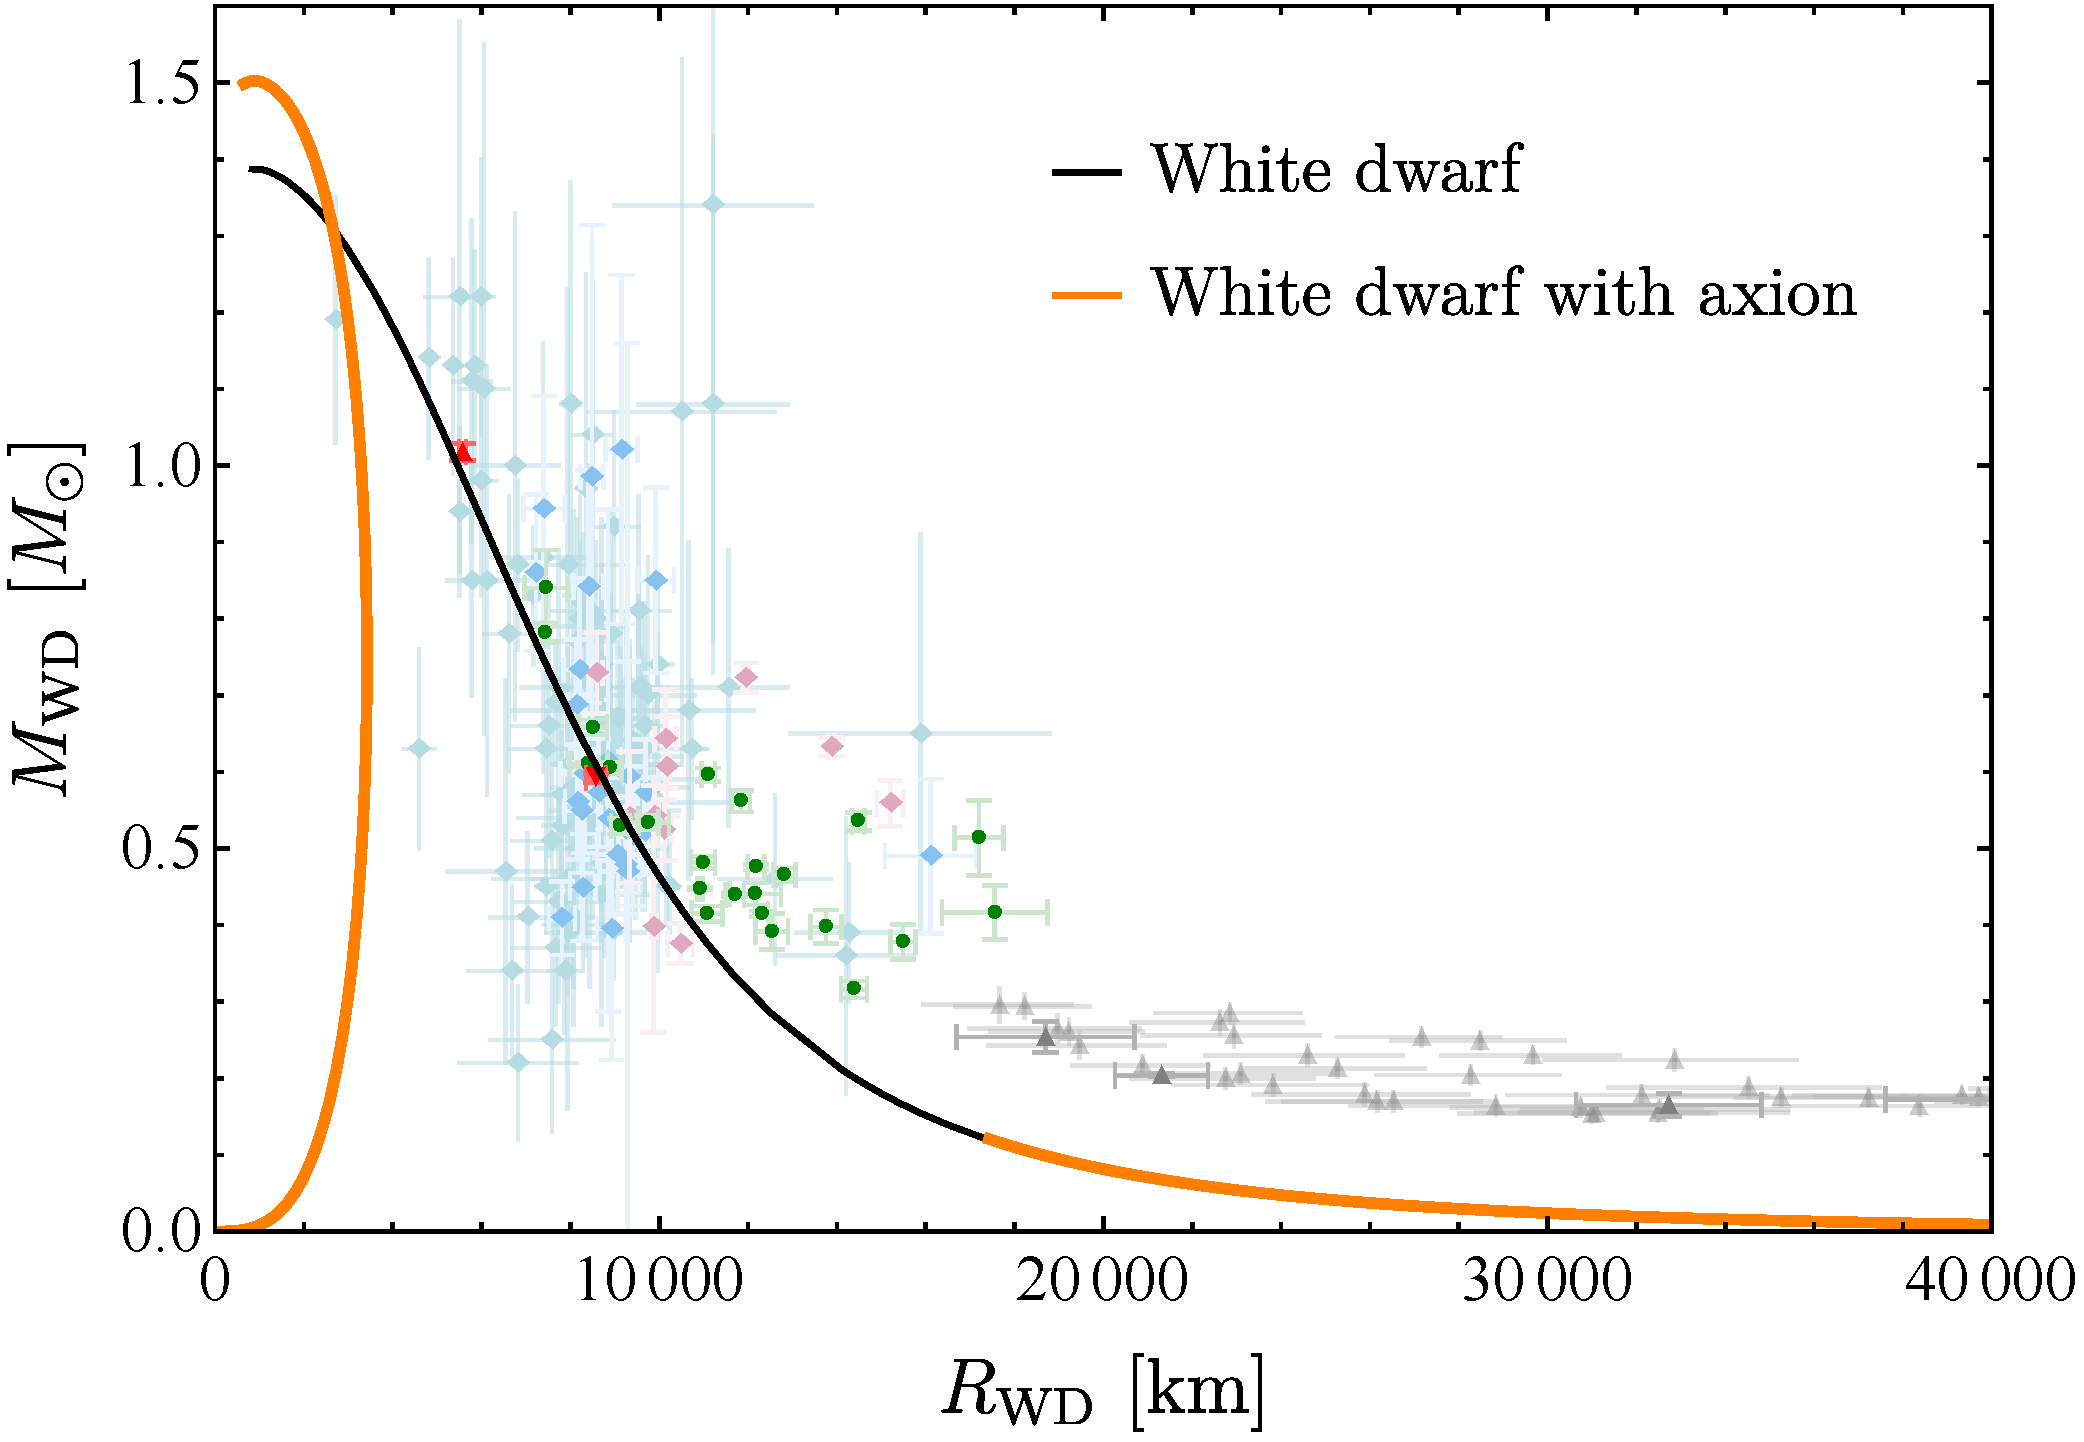 White dwarf
White dwarf with axion
M_WD [M_⊙]
1.5
1.0
0.5
0.0
0
10 000
20 000
30 000
40 000
R_WD [km]